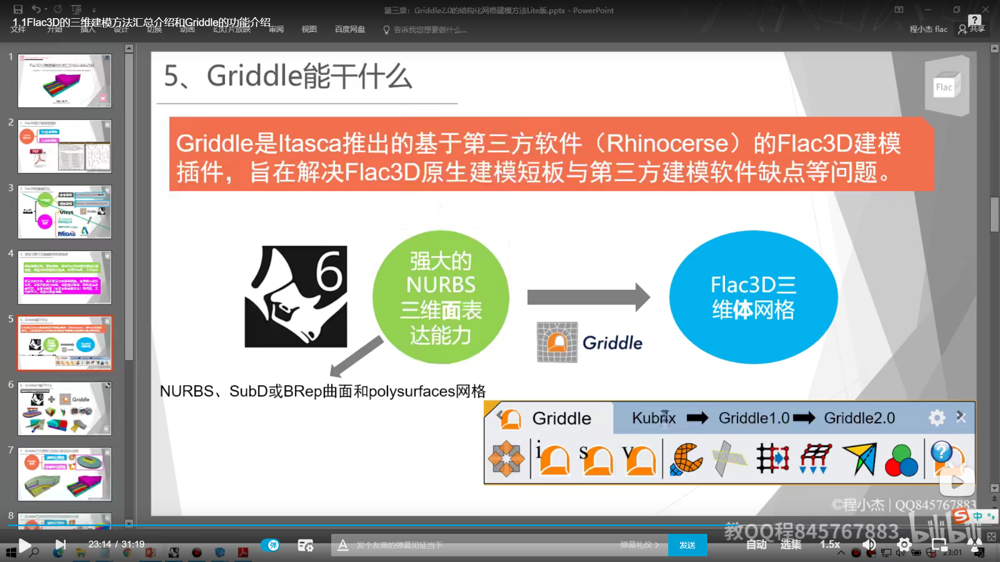 第三章：Griddle2.0的结构化网格建模方法Lite版.pptx - PowerPoint
1.1Flac3D的三维建模方法汇总介绍和Griddle的功能介绍
文件 开始 插入 设计 切换 动画 幻灯片放映 审阅 视图 百度网盘 告诉我您想要做什么... 程小杰 flac 共享
1
2
3
4
5
6
7
8
5、Griddle能干什么
Flac
Griddle是Itasca推出的基于第三方软件（Rhinocerse）的Flac3D建模
插件，旨在解决Flac3D原生建模短板与第三方建模软件缺点等问题。
6
强大的
NURBS
三维面表
达能力
Flac3D三
维体网格
Griddle
NURBS、SubD或BRep曲面和polysurfaces网格
Griddle Kubrix Griddle1.0 Griddle2.0
i s v ?
©程小杰 | QQ845767883
教QQ程845767883 bilibili
中
23:14 / 31:19 弹 发个友善的弹幕见证当下 弹幕礼仪 发送 自动 选集 1.5x
23:01